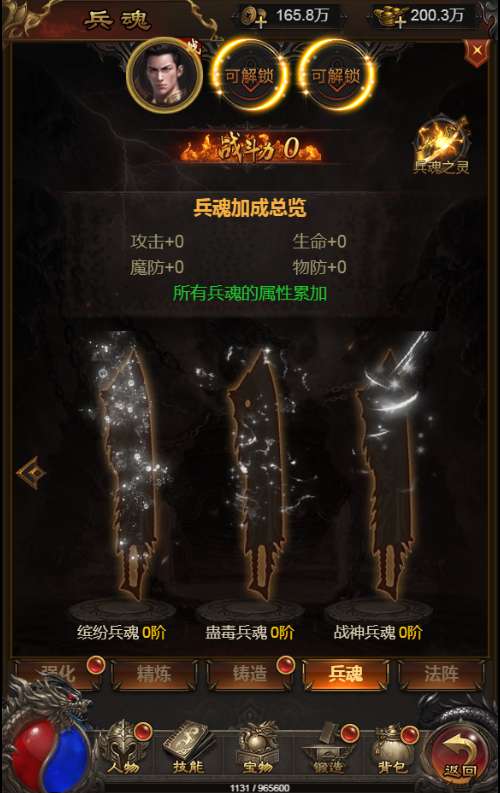 兵魂
165.8万
200.3万
可解锁
可解锁
战斗力 0
兵魂之灵
兵魂加成总览
攻击+0
生命+0
魔防+0
物防+0
所有兵魂的属性累加
缤纷兵魂 0阶
蛊毒兵魂 0阶
战神兵魂 0阶
强化
精炼
铸造
兵魂
法阵
人物
技能
宝物
锻造
背包
返回
1131 / 965600